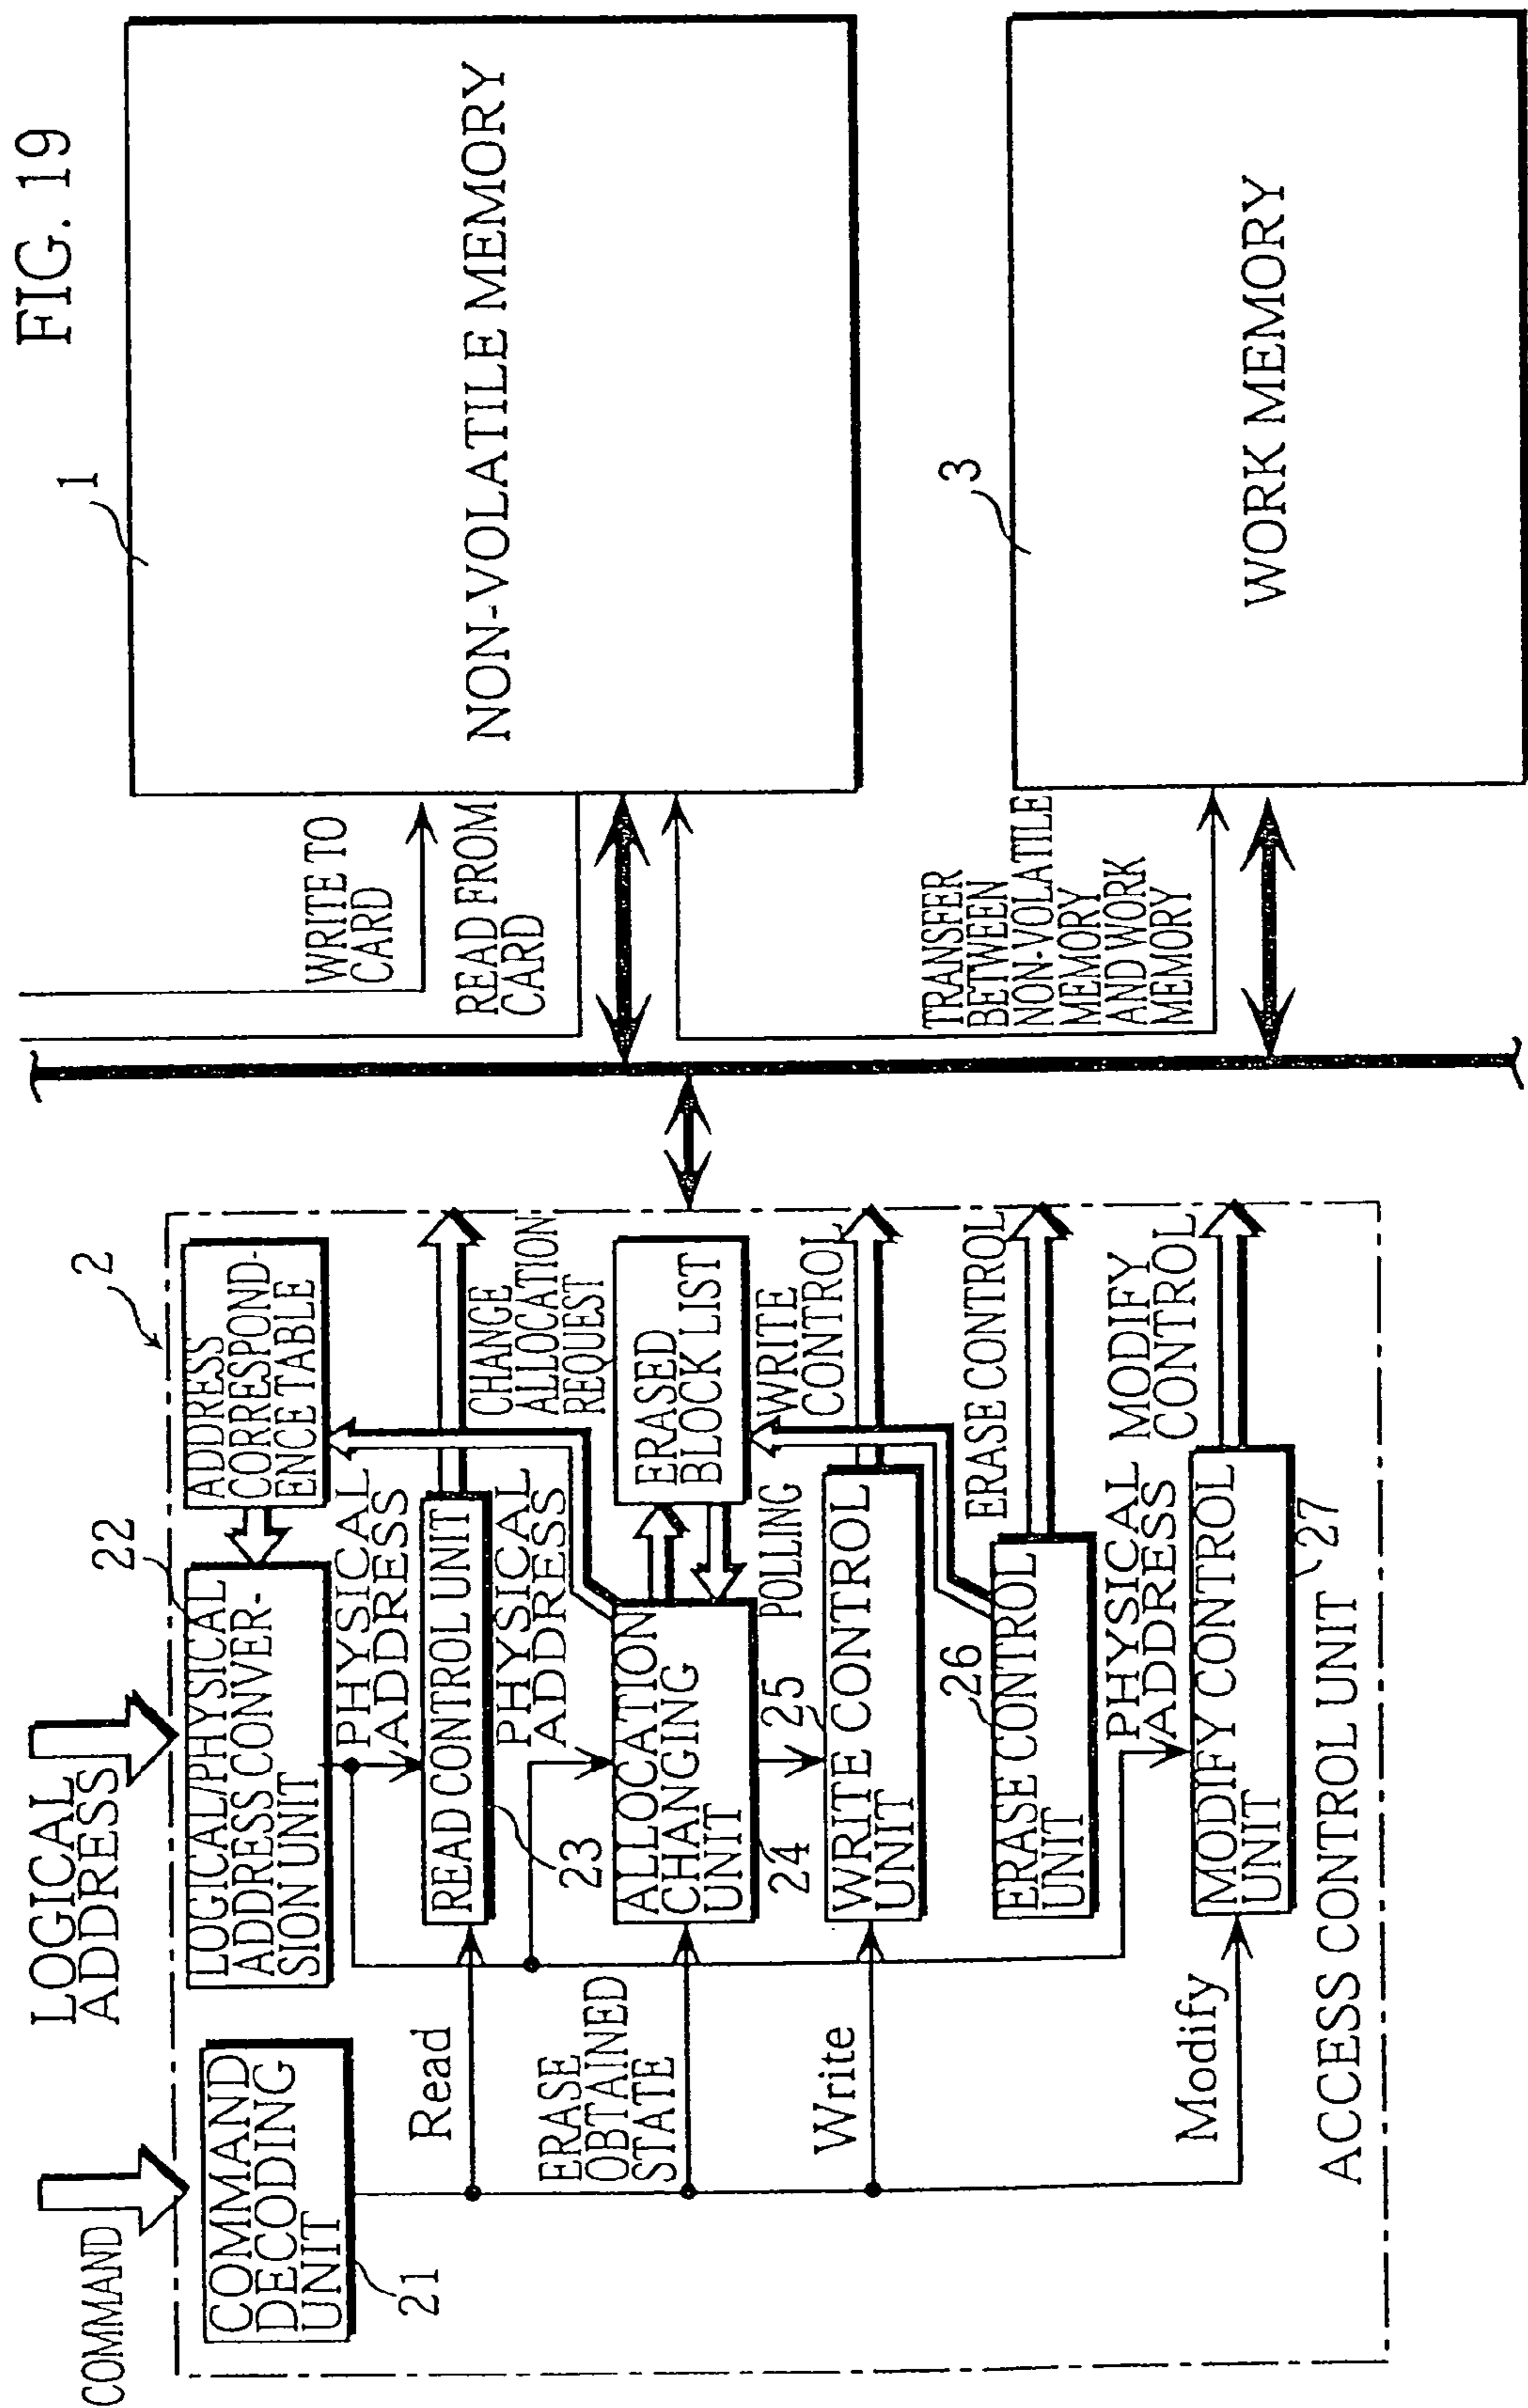 FIG. 19
COMMAND
LOGICAL
ADDRESS
2
COMMAND
DECODING
UNIT
21
LOGICAL/PHYSICAL
ADDRESS CONVER-
SION UNIT
22
ADDRESS
CORRESPOND-
ENCE TABLE
PHYSICAL
ADDRESS
Read
READ CONTROL UNIT
23
PHYSICAL
ADDRESS
CHANGE
ALLOCATION
REQUEST
ERASE
OBTAINED
STATE
ALLOCATION
CHANGING
UNIT
24
ERASED
BLOCK LIST
POLLING
WRITE
CONTROL
Write
WRITE CONTROL
UNIT
25
ERASE CONTROL
UNIT
26
ERASE CONTROL
PHYSICAL
ADDRESS
MODIFY
CONTROL
Modify
MODIFY CONTROL
UNIT
27
ACCESS CONTROL UNIT
WRITE TO
CARD
READ FROM
CARD
1
NON-VOLATILE MEMORY
TRANSFER
BETWEEN
NON-VOLATILE
MEMORY
AND WORK
MEMORY
3
WORK MEMORY